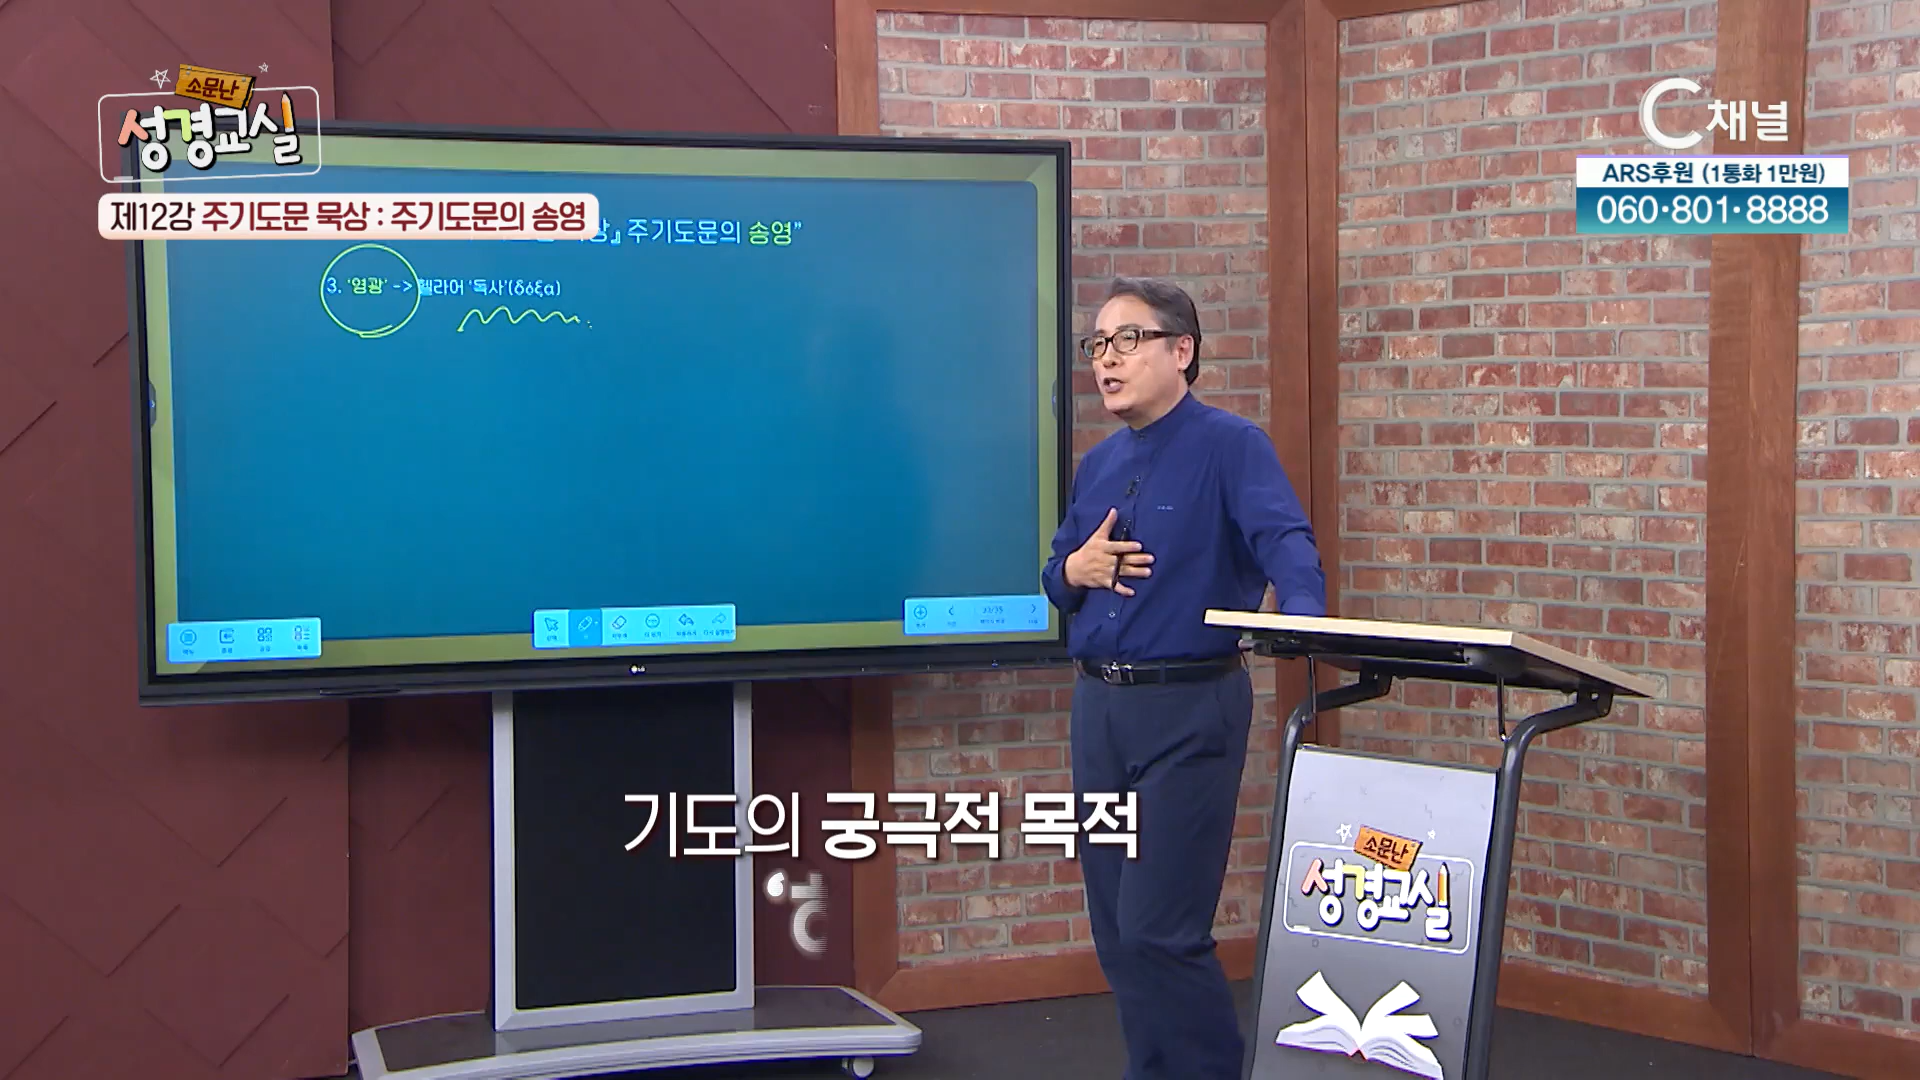 소문난
성경교실
제12강 주기도문 묵상 : 주기도문의 송영
C채널
ARS후원 (1통화 1만원)
060·801·8888
상』 주기도문의 송영”
3. ‘영광’ -> 헬라어 ‘독사’(δόξα)
LG
기도의 궁극적 목적
소문난
성경교실